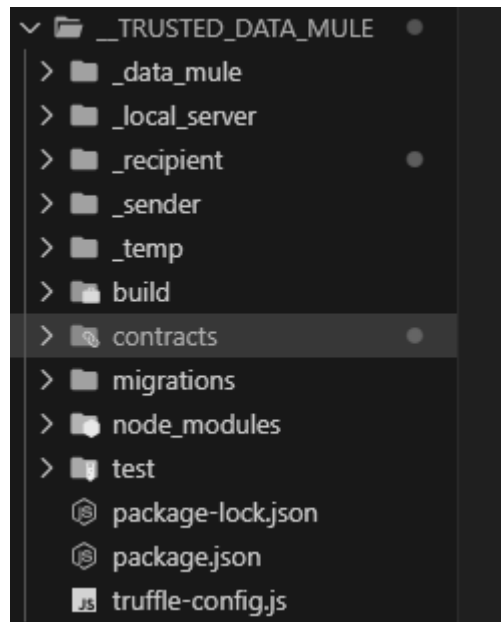 __TRUSTED_DATA_MULE
_data_mule
_local_server
_recipient
_sender
_temp
build
contracts
migrations
node_modules
test
package-lock.json
package.json
JS truffle-config.js